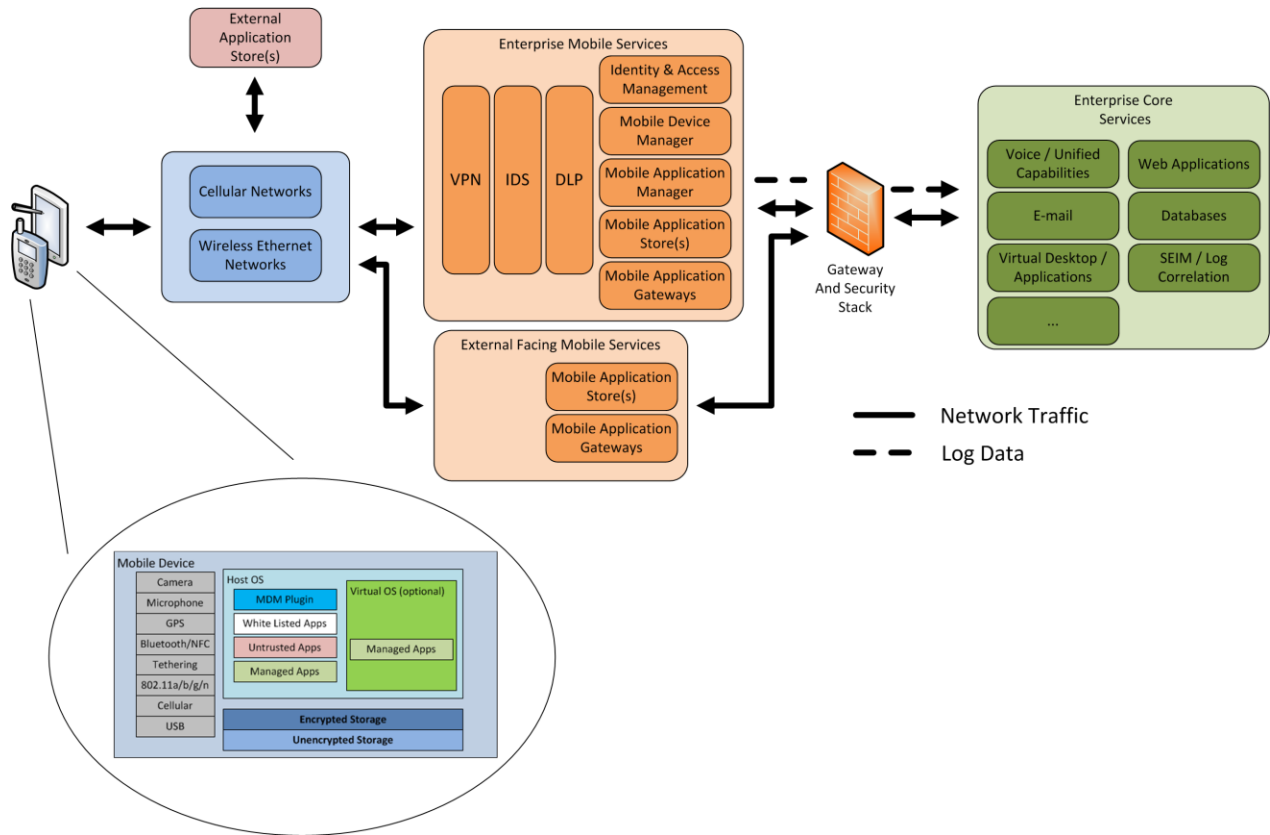 External
Application
Store(s)
Cellular Networks
Wireless Ethernet
Networks
Enterprise Mobile Services
VPN
IDS
DLP
Identity & Access
Management
Mobile Device
Manager
Mobile Application
Manager
Mobile Application
Store(s)
Mobile Application
Gateways
External Facing Mobile Services
Mobile Application
Store(s)
Mobile Application
Gateways
Gateway
And Security
Stack
Enterprise Core
Services
Voice / Unified
Capabilities
Web Applications
E-mail
Databases
Virtual Desktop /
Applications
SEIM / Log
Correlation
...
Network Traffic
Log Data
Mobile Device
Camera
Microphone
GPS
Bluetooth/NFC
Tethering
802.11a/b/g/n
Cellular
USB
Host OS
MDM Plugin
White Listed Apps
Untrusted Apps
Managed Apps
Virtual OS (optional)
Managed Apps
Encrypted Storage
Unencrypted Storage